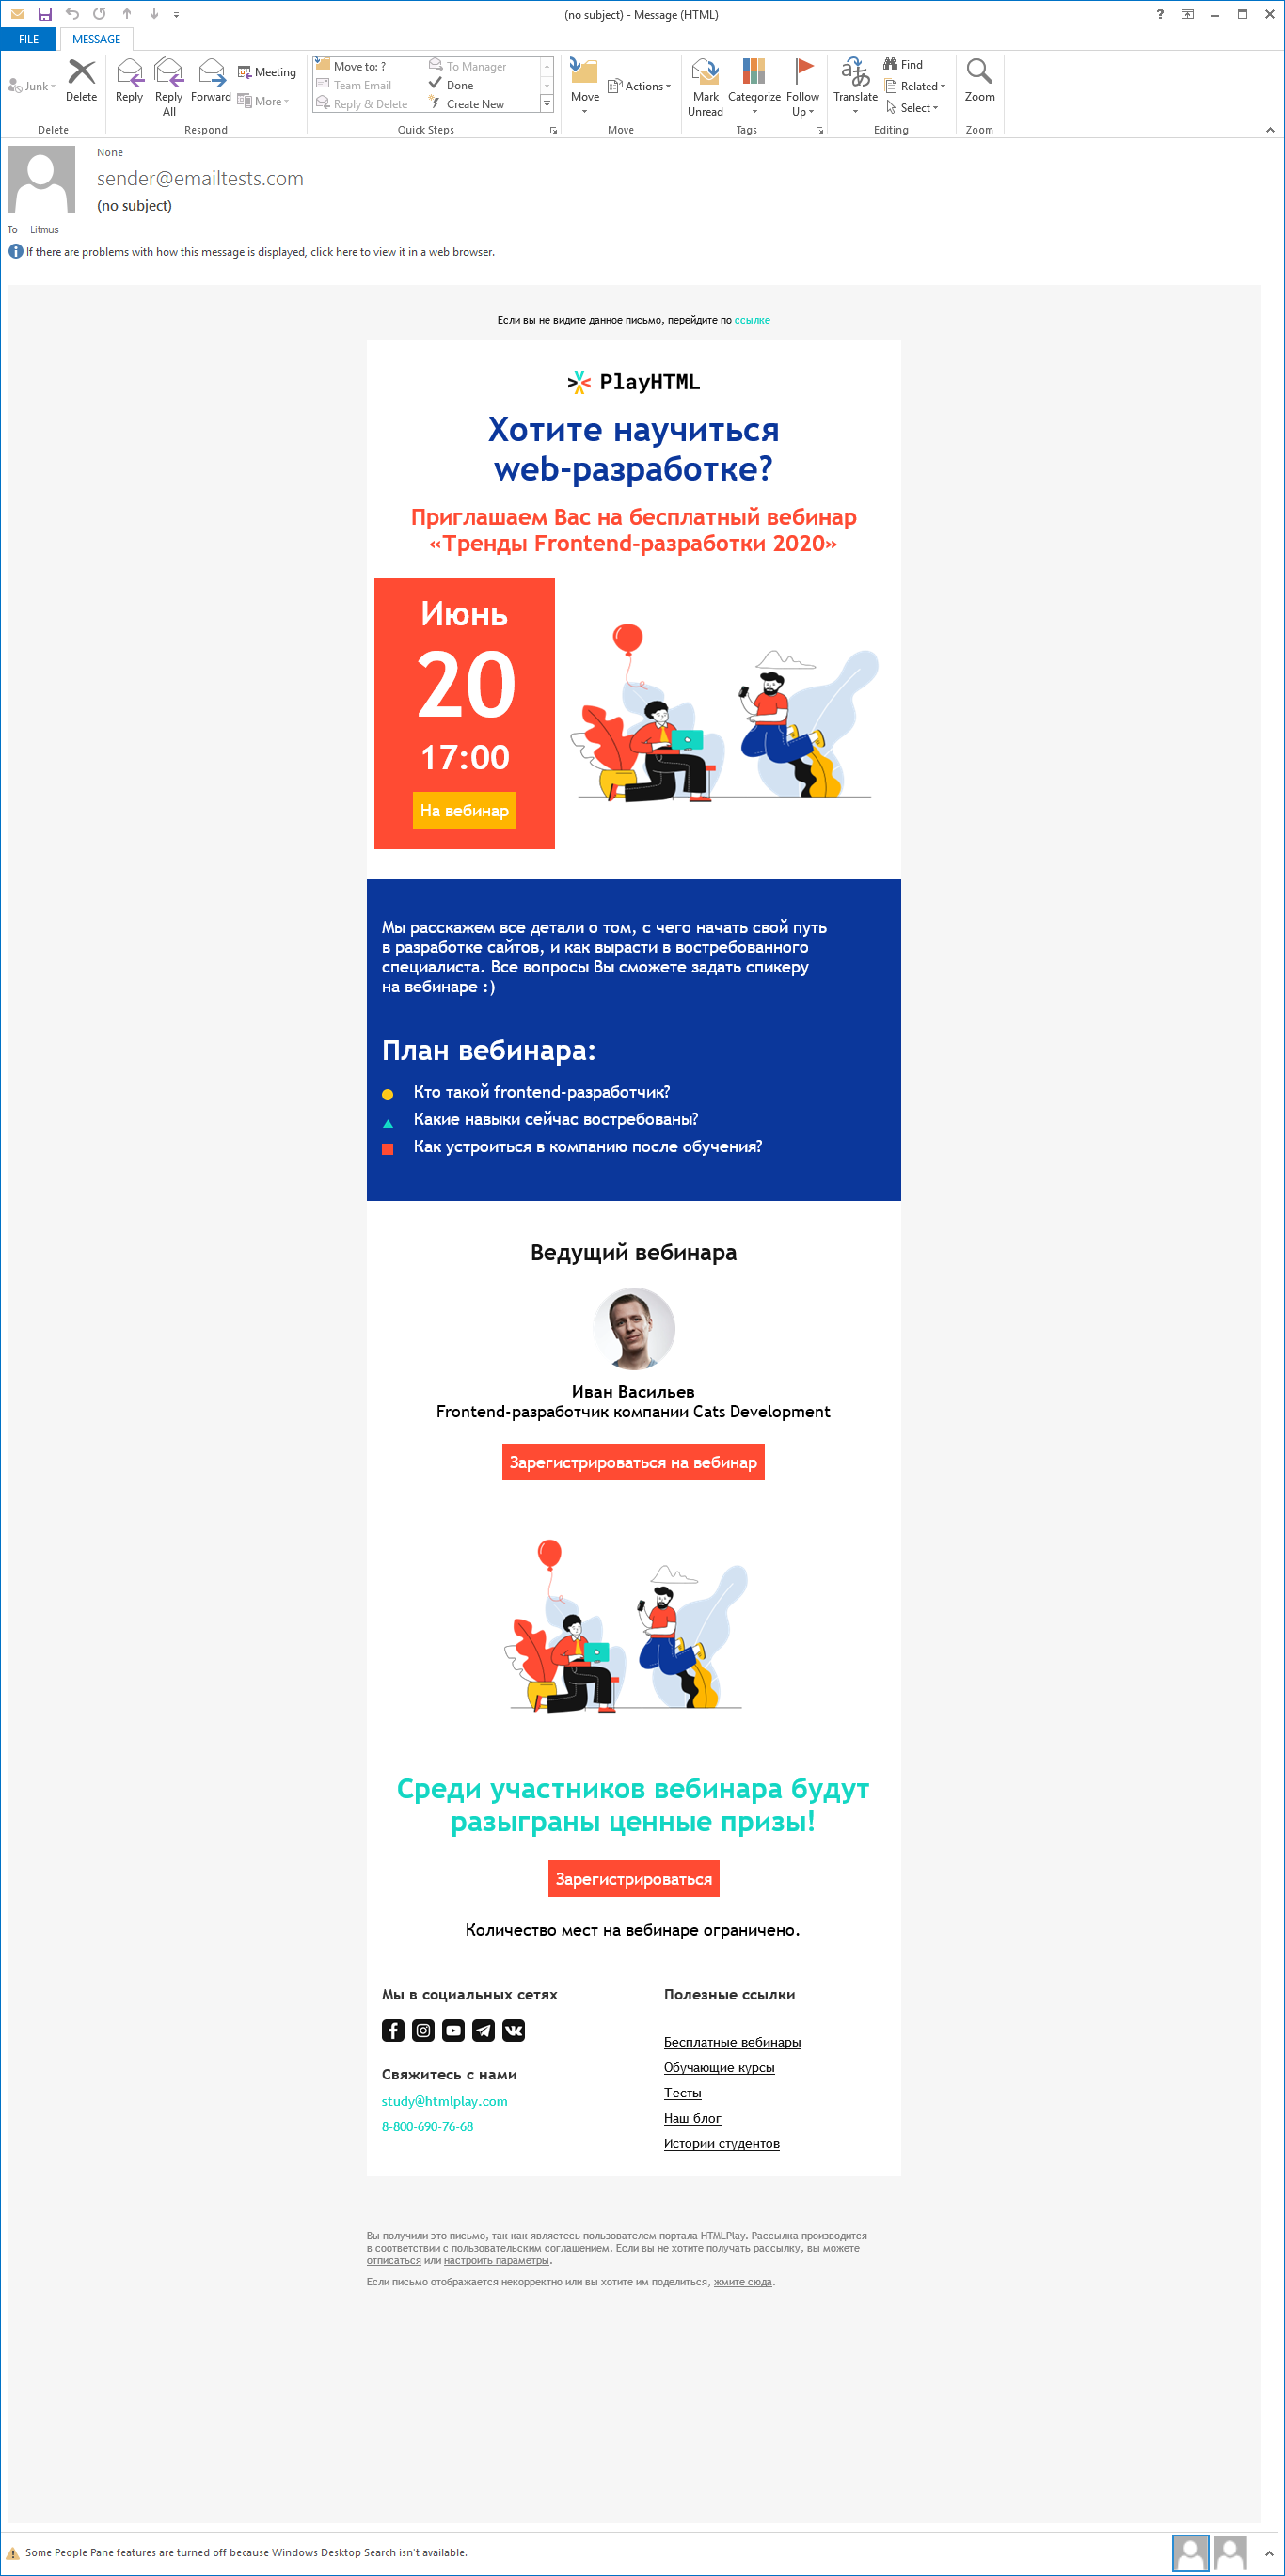 (no subject) - Message (HTML)
?
FILE
MESSAGE
Junk
Delete
Reply
Reply
All
Forward
Meeting
More
Move to: ?
Team Email
Reply & Delete
To Manager
Done
Create New
Move
Actions
Mark
Unread
Categorize
Follow
Up
Translate
Find
Related
Select
Zoom
Delete
Respond
Quick Steps
Move
Tags
Editing
Zoom
None
sender@emailtests.com
(no subject)
To Litmus
If there are problems with how this message is displayed, click here to view it in a web browser.
Если вы не видите данное письмо, перейдите по ссылке
PlayHTML
Хотите научиться
web-разработке?
Приглашаем Вас на бесплатный вебинар
«Тренды Frontend-разработки 2020»
Июнь
20
17:00
На вебинар
Мы расскажем все детали о том, с чего начать свой путь
в разработке сайтов, и как вырасти в востребованного
специалиста. Все вопросы Вы сможете задать спикеру
на вебинаре :)
План вебинара:
Кто такой frontend-разработчик?
Какие навыки сейчас востребованы?
Как устроиться в компанию после обучения?
Ведущий вебинара
Иван Васильев
Frontend-разработчик компании Cats Development
Зарегистрироваться на вебинар
Среди участников вебинара будут
разыграны ценные призы!
Зарегистрироваться
Количество мест на вебинаре ограничено.
Мы в социальных сетях
Свяжитесь с нами
study@htmlplay.com
8-800-690-76-68
Полезные ссылки
Бесплатные вебинары
Обучающие курсы
Тесты
Наш блог
Истории студентов
Вы получили это письмо, так как являетесь пользователем портала HTMLPlay. Рассылка производится
в соответствии с пользовательским соглашением. Если вы не хотите получать рассылку, вы можете
отписаться или настроить параметры.
Если письмо отображается некорректно или вы хотите им поделиться, жмите сюда.
Some People Pane features are turned off because Windows Desktop Search isn't available.